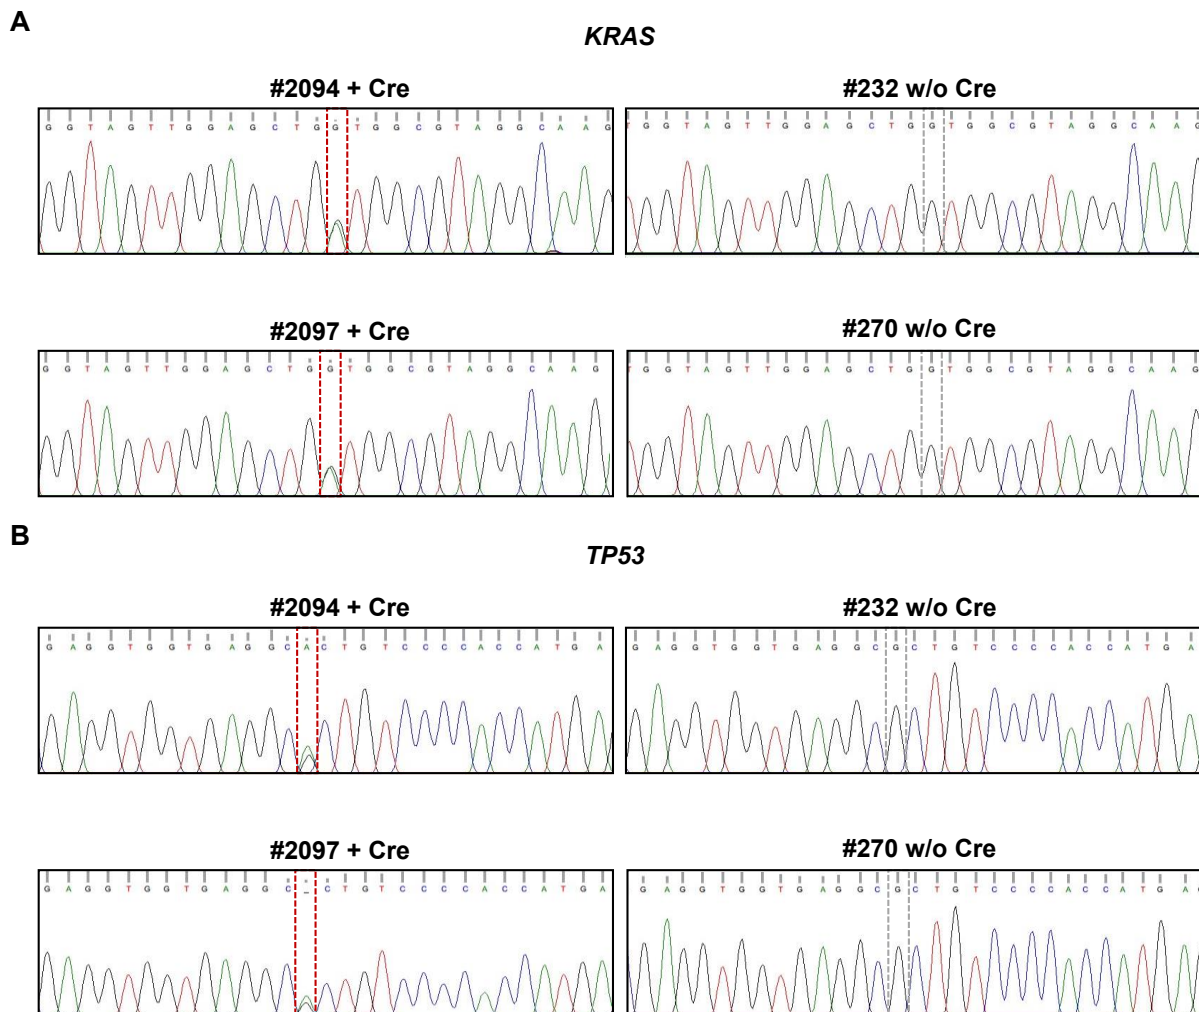 A
KRAS
#2094 + Cre
#232 w/o Cre
G G T A G T T G G A G C T G G T G G C G T A G G C A A G
T G G T A G T T G G A G C T G G T G G C G T A G G C A A G
#2097 + Cre
#270 w/o Cre
G G T A G T T G G A G C T G G T G G C G T A G G C A A G
T G G T A G T T G G A G C T G G T G G C G T A G G C A A G
B
TP53
#2094 + Cre
#232 w/o Cre
G A G G T G G T G A G G C A C T G T C C C C A C C A T G A
G A G G T G G T G A G G C G C T G T C C C C A C C A T G A
#2097 + Cre
#270 w/o Cre
G A G G T G G T G A G G C – C T G T C C C C A C C A T G A
G A G G T G G T G A G G C G C T G T C C C C A C C A T G A G